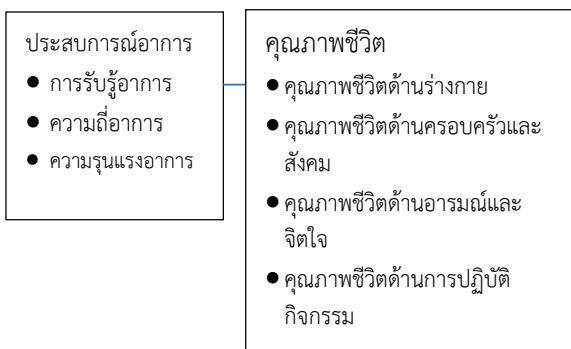 ประสบการณ์อาการ
● การรับรู้อาการ
● ความถี่อาการ
● ความรุนแรงอาการ
คุณภาพชีวิต
● คุณภาพชีวิตด้านร่างกาย
● คุณภาพชีวิตด้านครอบครัวและ
สังคม
● คุณภาพชีวิตด้านอารมณ์และ
จิตใจ
● คุณภาพชีวิตด้านการปฏิบัติ
กิจกรรม